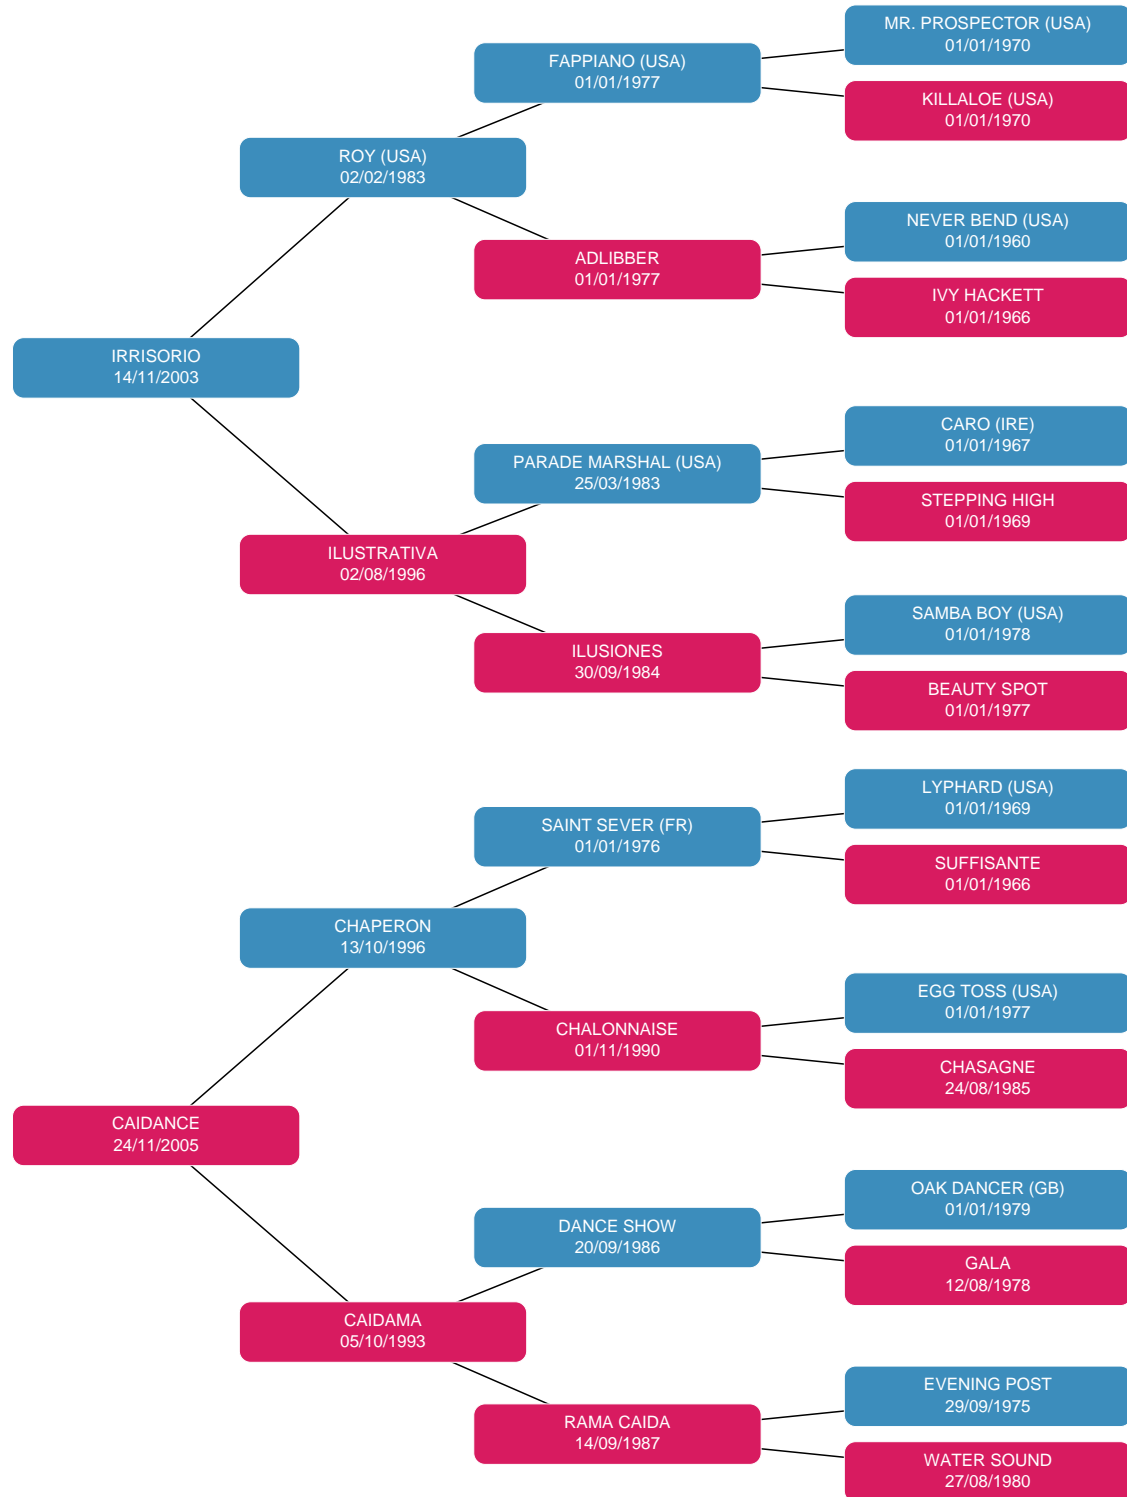 MR. PROSPECTOR (USA)
01/01/1970
FAPPIANO (USA)
01/01/1977
KILLALOE (USA)
01/01/1970
ROY (USA)
02/02/1983
NEVER BEND (USA)
01/01/1960
ADLIBBER
01/01/1977
IVY HACKETT
01/01/1966
IRRISORIO
14/11/2003
CARO (IRE)
01/01/1967
PARADE MARSHAL (USA)
25/03/1983
STEPPING HIGH
01/01/1969
ILUSTRATIVA
02/08/1996
SAMBA BOY (USA)
01/01/1978
ILUSIONES
30/09/1984
BEAUTY SPOT
01/01/1977
LYPHARD (USA)
01/01/1969
SAINT SEVER (FR)
01/01/1976
SUFFISANTE
01/01/1966
CHAPERON
13/10/1996
EGG TOSS (USA)
01/01/1977
CHALONNAISE
01/11/1990
CHASAGNE
24/08/1985
CAIDANCE
24/11/2005
OAK DANCER (GB)
01/01/1979
DANCE SHOW
20/09/1986
GALA
12/08/1978
CAIDAMA
05/10/1993
EVENING POST
29/09/1975
RAMA CAIDA
14/09/1987
WATER SOUND
27/08/1980